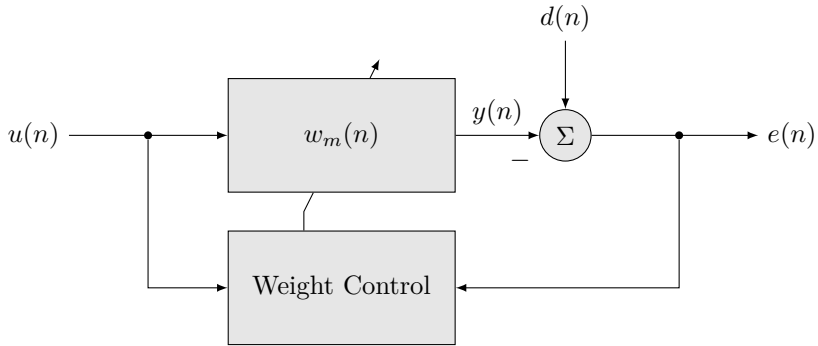 d(n)
u(n)
w_m(n)
y(n)
Σ
e(n)
−
Weight Control